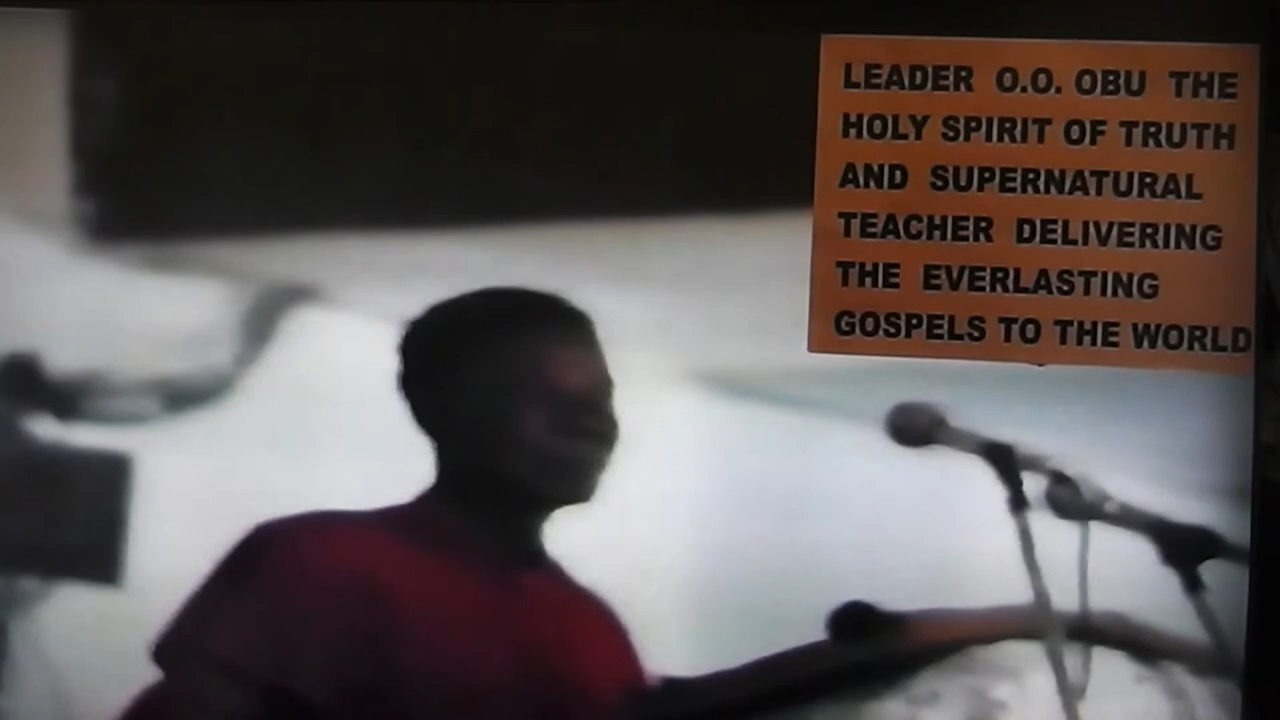 LEADER O.O. OBU THE
HOLY SPIRIT OF TRUTH
AND SUPERNATURAL
TEACHER DELIVERING
THE EVERLASTING
GOSPELS TO THE WORLD